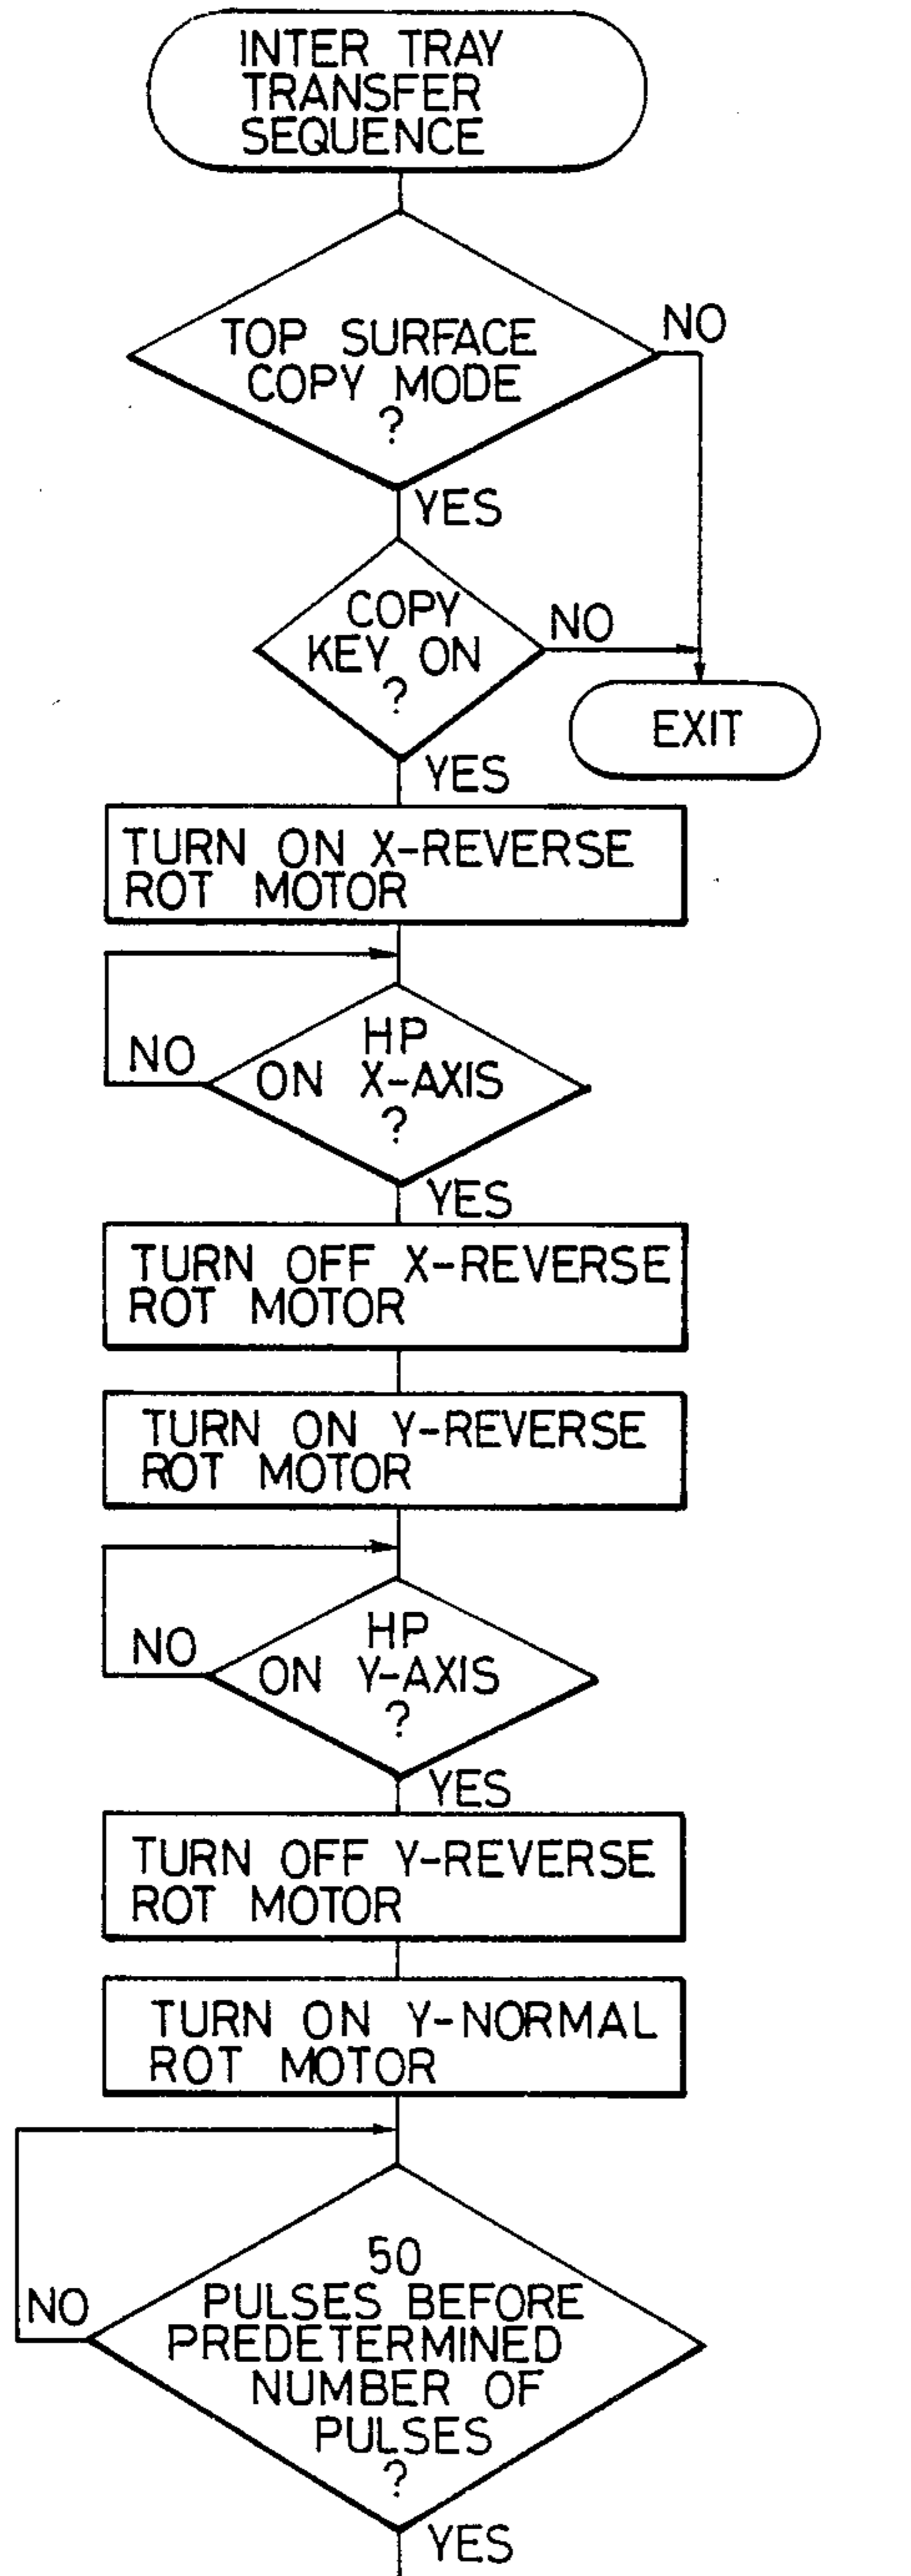 INTER TRAY
TRANSFER
SEQUENCE
TOP SURFACE
COPY MODE
?
NO
YES
COPY
KEY ON
?
NO
EXIT
YES
TURN ON X-REVERSE
ROT MOTOR
HP
ON X-AXIS
?
NO
YES
TURN OFF X-REVERSE
ROT MOTOR
TURN ON Y-REVERSE
ROT MOTOR
HP
ON Y-AXIS
?
NO
YES
TURN OFF Y-REVERSE
ROT MOTOR
TURN ON Y-NORMAL
ROT MOTOR
50
PULSES BEFORE
PREDETERMINED
NUMBER OF
PULSES
?
NO
YES